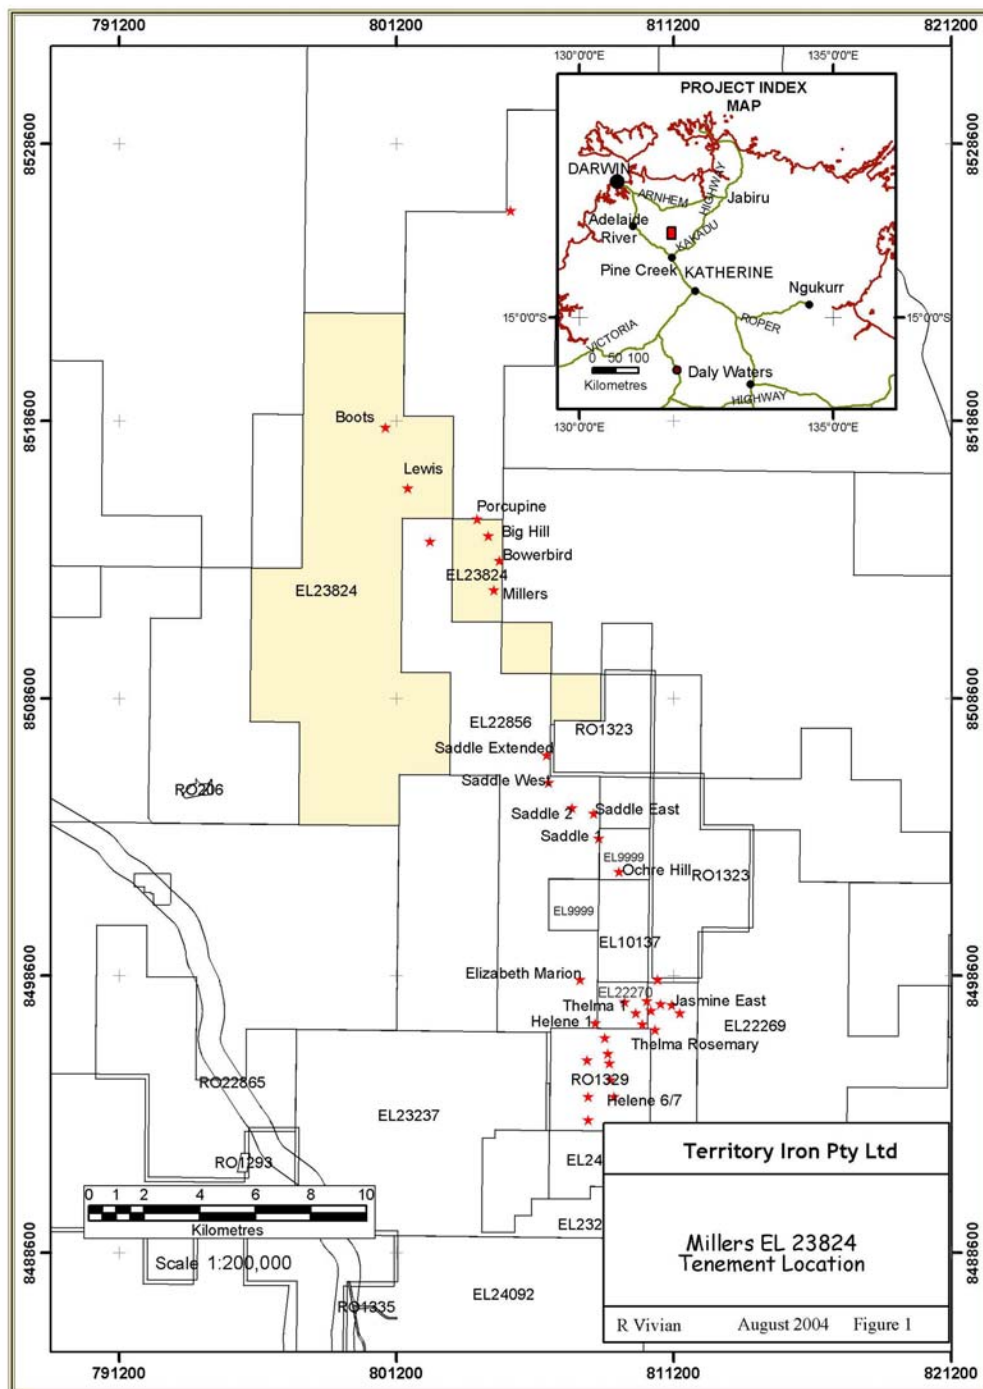 791200
801200
811200
821200
130°0'0"E
135°0'0"E
PROJECT INDEX
MAP
DARWIN
ARNHEM
HIGHWAY
Jabiru
Adelaide
River
KAKADU
Pine Creek
KATHERINE
Ngukurr
15°0'0"S
15°0'0"S
ROPER
VICTORIA
0 50 100
Kilometres
Daly Waters
HIGHWAY
130°0'0"E
135°0'0"E
8528600
8528600
8518600
8518600
Boots
Lewis
Porcupine
Big Hill
Bowerbird
EL23824
EL23824
Millers
8508600
8508600
EL22856
RO1323
Saddle Extended
Saddle West
RO206
Saddle 2
Saddle East
Saddle 1
EL9999
Ochre Hill
RO1323
EL9999
EL10137
8498600
8498600
Elizabeth Marion
EL22270
Thelma 1
Jasmine East
Helene 1
EL22269
Thelma Rosemary
RO1329
RO22865
Helene 6/7
EL23237
RO1293
EL24
EL232
0 1 2 4 6 8 10
Kilometres
Scale 1:200,000
8488600
8488600
EL24092
RO1335
Territory Iron Pty Ltd
Millers EL 23824
Tenement Location
R Vivian August 2004 Figure 1
791200
801200
811200
821200